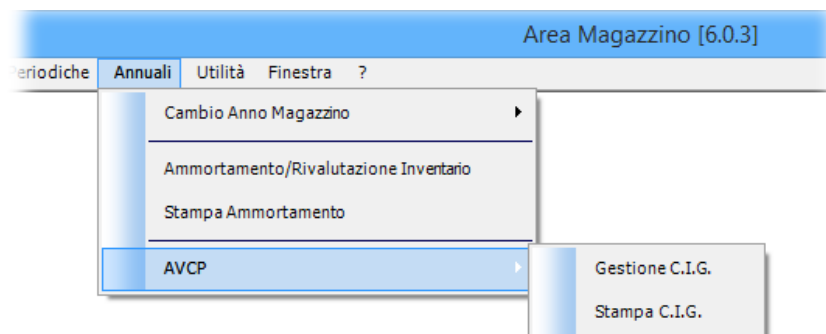 Area Magazzino [6.0.3]
Periodiche Annuali Utilità Finestra ?
Cambio Anno Magazzino
Ammortamento/Rivalutazione Inventario
Stampa Ammortamento
AVCP
Gestione C.I.G.
Stampa C.I.G.